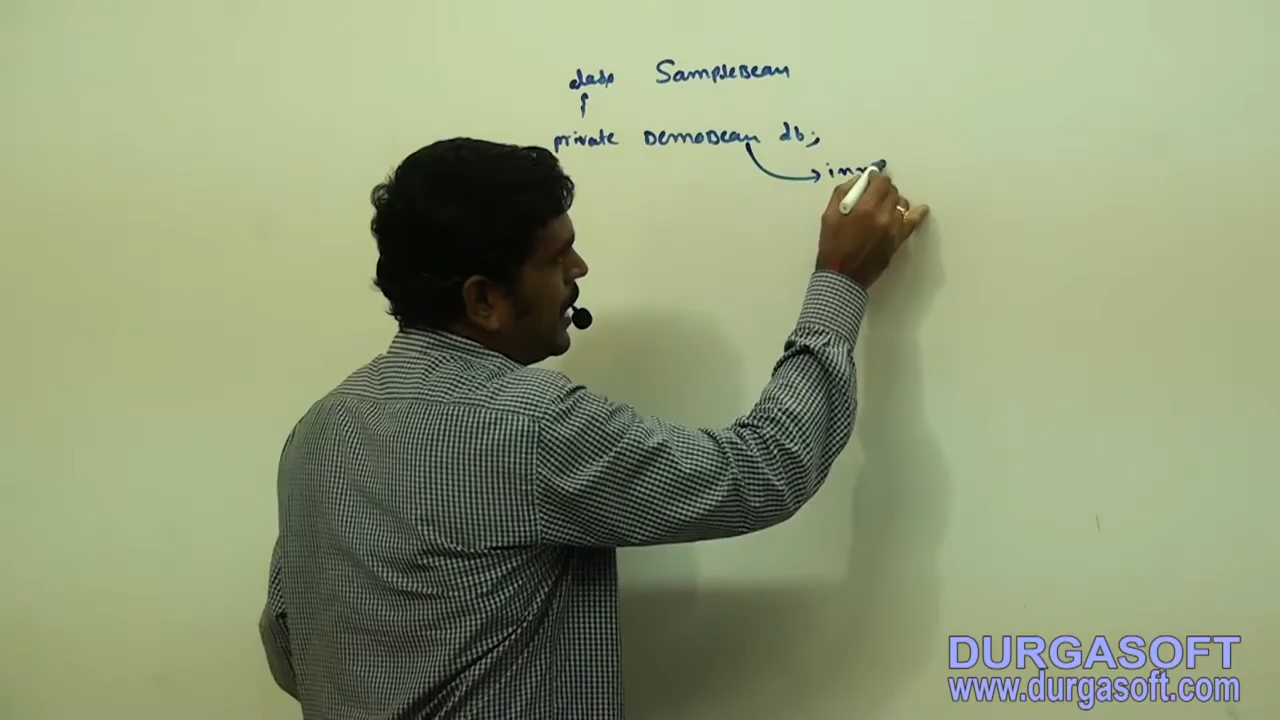 class SampleBean
{
private DemoBean db;
DURGASOFT
www.durgasoft.com